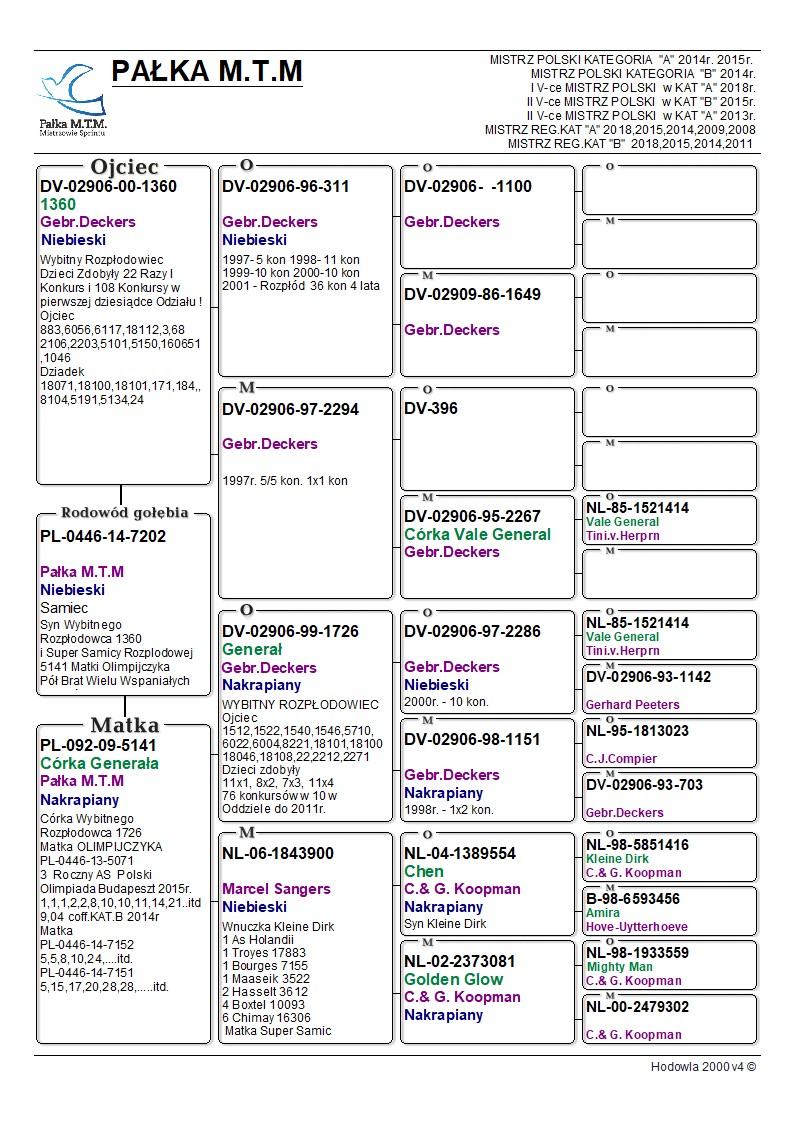 PAŁKA M.T.M
Pałka M.T.M.
Mistrzowie Sprintu
MISTRZ POLSKI KATEGORIA "A" 2014r. 2015r.
MISTRZ POLSKI KATEGORIA "B" 2014r.
I V-ce MISTRZ POLSKI w KAT "A" 2018r.
II V-ce MISTRZ POLSKI w KAT "B" 2015r.
II V-ce MISTRZ POLSKI w KAT "A" 2013r.
MISTRZ REG.KAT "A" 2018,2015,2014,2009,2008
MISTRZ REG.KAT "B" 2018,2015,2014,2011
Ojciec
DV-02906-00-1360
1360
Gebr.Deckers
Niebieski
Wybitny Rozpłodowiec
Dzieci Zdobyły 22 Razy I
Konkurs i 108 Konkursy w
pierwszej dziesiądce Odziału !
Ojciec
883,6056,6117,18112,3,68
2106,2203,5101,5150,160651
,1046
Dziadek
18071,18100,18101,171,184,,
8104,5191,5134,24
Rodowód gołębia
PL-0446-14-7202
Pałka M.T.M
Niebieski
Samiec
Syn Wybitnego
Rozpłodowca 1360
i Super Samicy Rozplodowej
5141 Matki Olimpijczyka
Pół Brat Wielu Wspaniałych
Matka
PL-092-09-5141
Córka Generała
Pałka M.T.M
Nakrapiany
Córka Wybitnego
Rozpłodowca 1726
Matka OLIMPIJCZYKA
PL-0446-13-5071
3 Roczny AS Polski
Olimpiada Budapeszt 2015r.
1,1,1,2,2,8,10,10,11,14,21..itd
9,04 coff.KAT.B 2014r
Matka
PL-0446-14-7152
5,5,8,10,24,....itd.
PL-0446-14-7151
5,15,17,20,28,28,.....itd.
O
DV-02906-96-311
Gebr.Deckers
Niebieski
1997- 5 kon 1998- 11 kon
1999-10 kon 2000-10 kon
2001 - Rozpłód 36 kon 4 lata
M
DV-02906-97-2294
Gebr.Deckers
1997r. 5/5 kon. 1x1 kon
O
DV-02906-99-1726
Generał
Gebr.Deckers
Nakrapiany
WYBITNY ROZPŁODOWIEC
Ojciec
1512,1522,1540,1546,5710,
6022,6004,8221,18101,18100
18046,18108,22,2212,2271
Dzieci zdobyły
11x1, 8x2, 7x3, 11x4
76 konkursów w 10 w
Oddziele do 2011r.
M
NL-06-1843900
Marcel Sangers
Niebieski
Wnuczka Kleine Dirk
1 As Holandii
1 Troyes 17883
1 Bourges 7155
1 Maaseik 3522
2 Hasselt 3612
4 Boxtel 10093
6 Chimay 16306
Matka Super Samic
O
DV-02906- -1100
Gebr.Deckers
M
DV-02909-86-1649
Gebr.Deckers
O
DV-396
M
DV-02906-95-2267
Córka Vale General
Gebr.Deckers
O
DV-02906-97-2286
Gebr.Deckers
Niebieski
2000r. - 10 kon.
M
DV-02906-98-1151
Gebr.Deckers
Nakrapiany
1998r. - 1x2 kon.
O
NL-04-1389554
Chen
C.& G. Koopman
Nakrapiany
Syn Kleine Dirk
M
NL-02-2373081
Golden Glow
C.& G. Koopman
Nakrapiany
O
M
O
M
O
M
O
NL-85-1521414
Vale General
Tini.v.Herprn
M
O
NL-85-1521414
Vale General
Tini.v.Herprn
M
DV-02906-93-1142
Gerhard Peeters
O
NL-95-1813023
C.J.Compier
M
DV-02906-93-703
Gebr.Deckers
O
NL-98-5851416
Kleine Dirk
C.& G. Koopman
M
B-98-6593456
Amira
Hove-Uytterhoeve
O
NL-98-1933559
Mighty Man
C.& G. Koopman
M
NL-00-2479302
C.& G. Koopman
Hodowla 2000 v4 ©